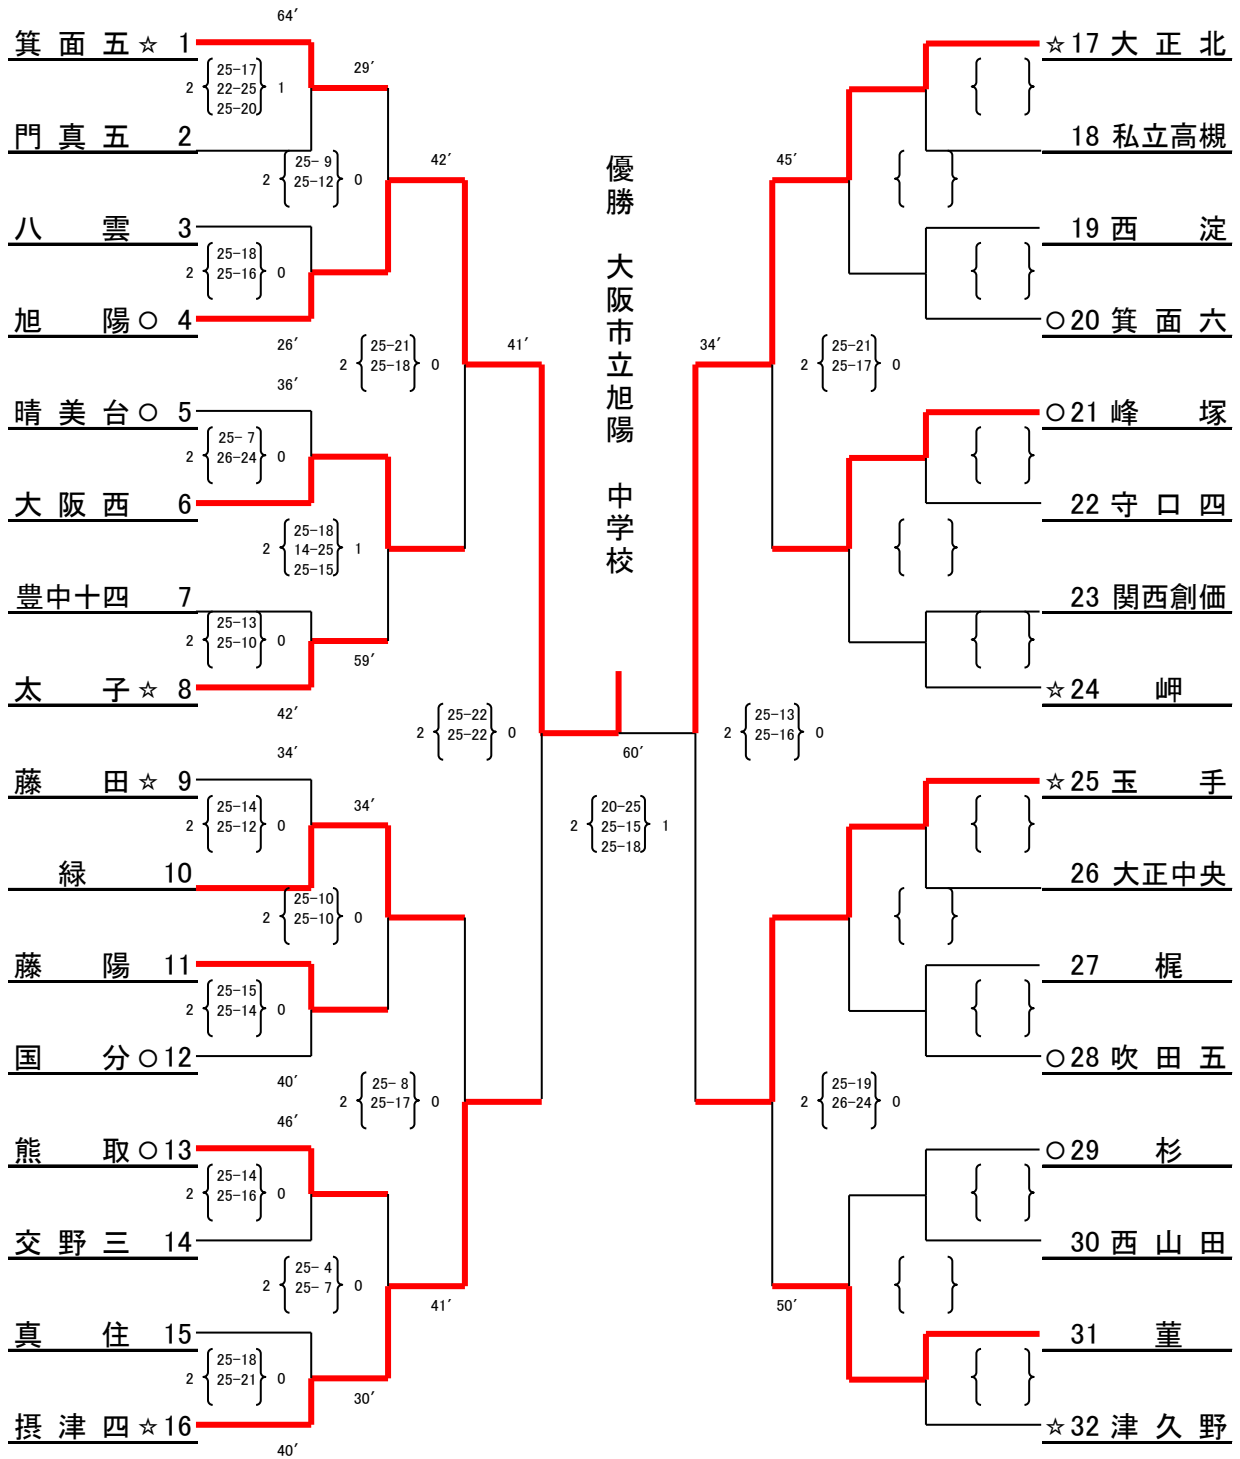 64′
箕面五☆ 1
29′
2 { 25-17 } 1
22-25
25-20
門真五 2
42′
2 { 25- 9 } 0
25-12
八雲 3
2 { 25-18 } 0
25-16
旭陽○ 4
26′
41′
2 { 25-21 } 0
25-18
36′
晴美台○ 5
2 { 25- 7 } 0
26-24
大阪西 6
2 { 25-18 } 1
14-25
25-15
豊中十四 7
2 { 25-13 } 0
25-10
59′
太子☆ 8
42′
2 { 25-22 } 0
25-22
34′
藤田☆ 9
34′
2 { 25-14 } 0
25-12
緑 10
2 { 25-10 } 0
25-10
藤陽 11
2 { 25-15 } 0
25-14
国分○12
40′
2 { 25- 8 } 0
25-17
46′
熊取○13
2 { 25-14 } 0
25-16
交野三 14
2 { 25- 4 } 0
25- 7
41′
真住 15
2 { 25-18 } 0
25-21
30′
摂津四☆16
40′
優勝 大阪市立旭陽 中学校
60′
2 { 20-25 } 1
25-15
25-18
☆17 大正北
{ }
18 私立高槻
45′
{ }
19 西淀
{ }
○20 箕面六
34′
2 { 25-21 } 0
25-17
○21 峰塚
{ }
22 守口四
{ }
23 関西創価
{ }
☆24 岬
2 { 25-13 } 0
25-16
☆25 玉手
{ }
26 大正中央
{ }
27 梶
{ }
○28 吹田五
2 { 25-19 } 0
26-24
○29 杉
{ }
30 西山田
{ }
50′
31 菫
{ }
☆32 津久野